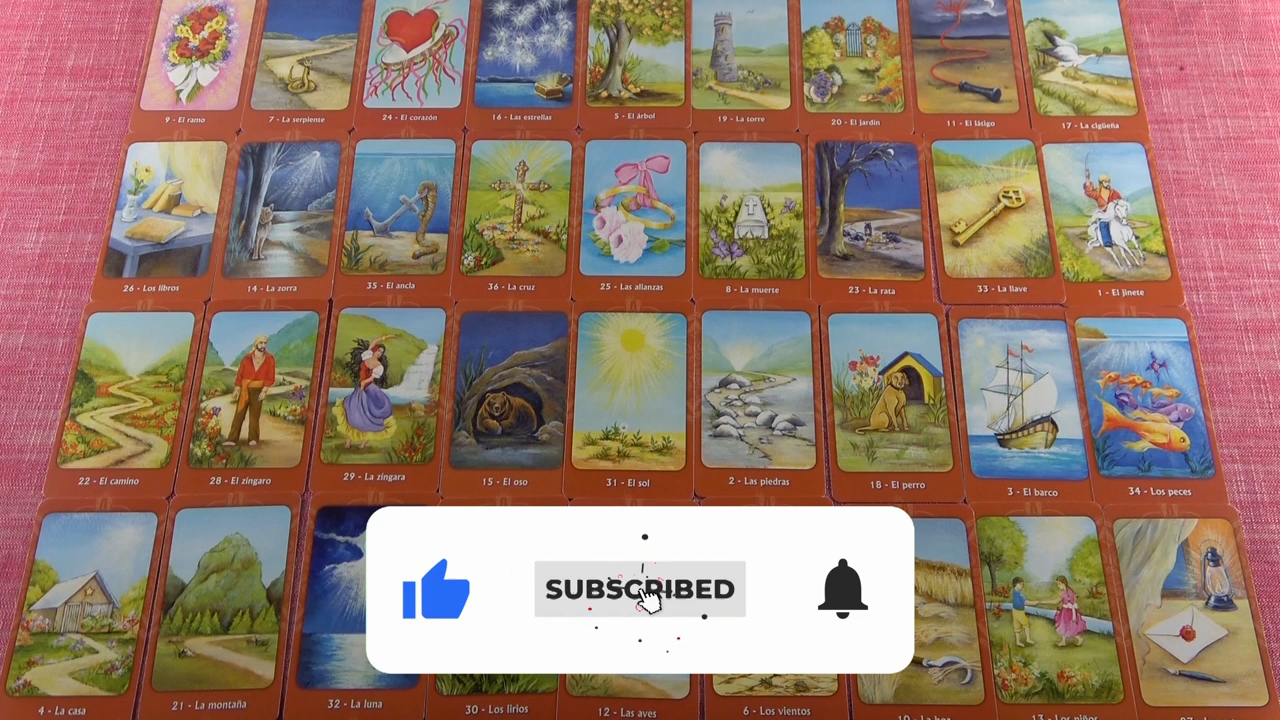 9 - El ramo
7 - La serpiente
24 - El corazón
16 - Las estrellas
5 - El árbol
19 - La torre
20 - El jardín
11 - El látigo
17 - La cigüeña
26 - Los libros
14 - La zorra
35 - El ancla
36 - La cruz
25 - Las alianzas
8 - La muerte
23 - La rata
33 - La llave
1 - El jinete
22 - El camino
28 - El zíngaro
29 - La zíngara
15 - El oso
31 - El sol
2 - Las piedras
18 - El perro
3 - El barco
34 - Los peces
SUBSCRIBED
4 - La casa
21 - La montaña
32 - La luna
30 - Los lirios
12 - Las aves
6 - Los vientos
10 - La hoz
13 - Los niños